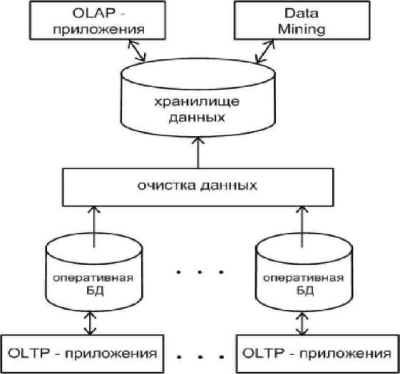 OLAP -
приложения
Data
Mining
хранилище
данных
очистка данных
оперативная
БД
. . .
оперативная
БД
OLTP - приложения
. . .
OLTP - приложения